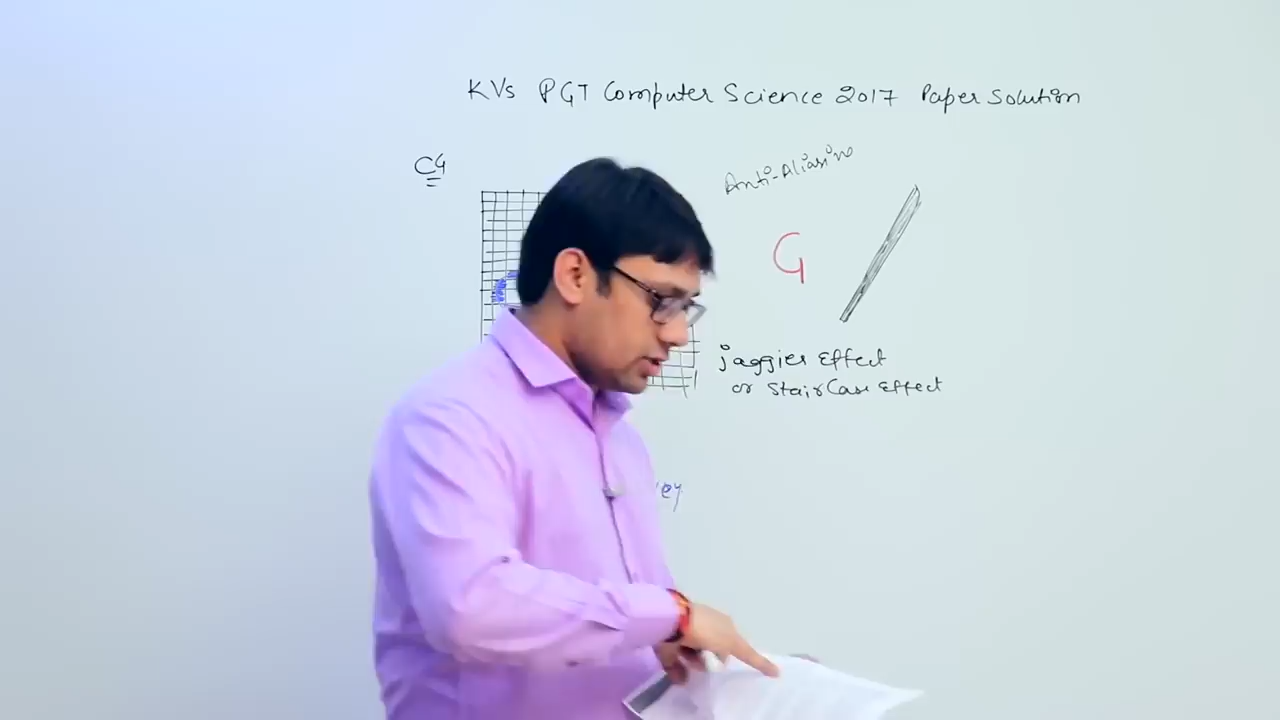 KVs PGT Computer Science 2017 Paper Solution
C4
Anti-Aliasing
G
jaggies Effect
or StairCase Effect